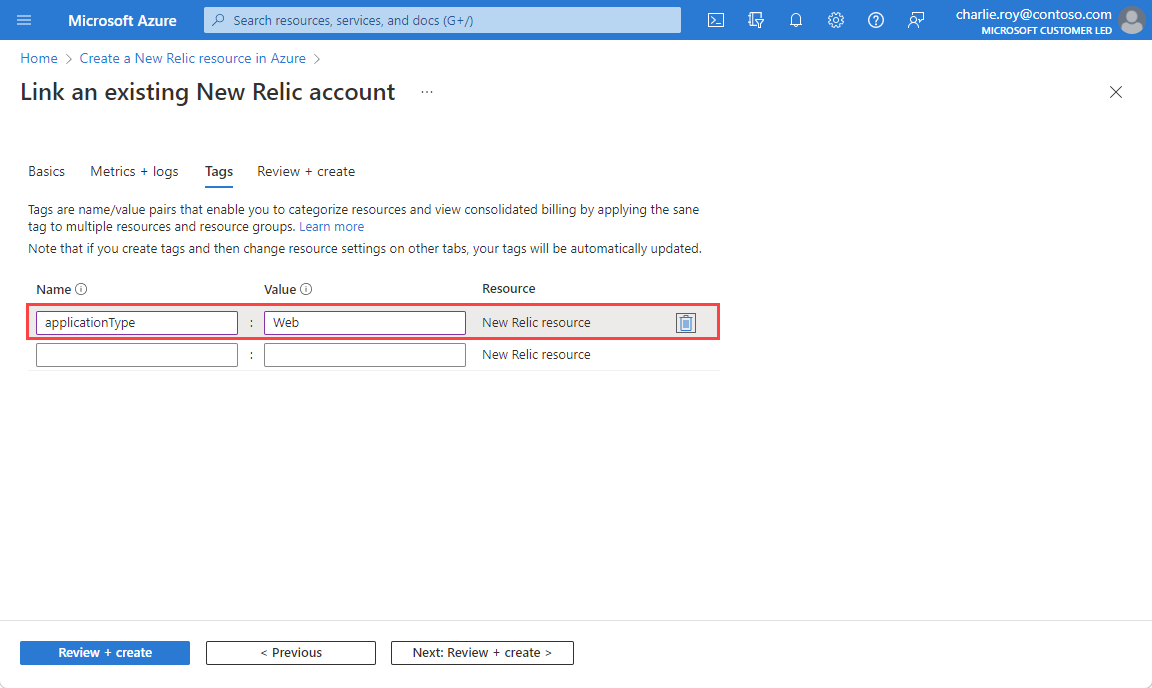 Microsoft Azure
Search resources, services, and docs (G+/)
charlie.roy@contoso.com
MICROSOFT CUSTOMER LED
Home > Create a New Relic resource in Azure >
Link an existing New Relic account ...
Basics Metrics + logs Tags Review + create
Tags are name/value pairs that enable you to categorize resources and view consolidated billing by applying the sane
tag to multiple resources and resource groups. Learn more
Note that if you create tags and then change resource settings on other tabs, your tags will be automatically updated.
Name Value Resource
applicationType : Web New Relic resource
: New Relic resource
Review + create < Previous Next: Review + create >